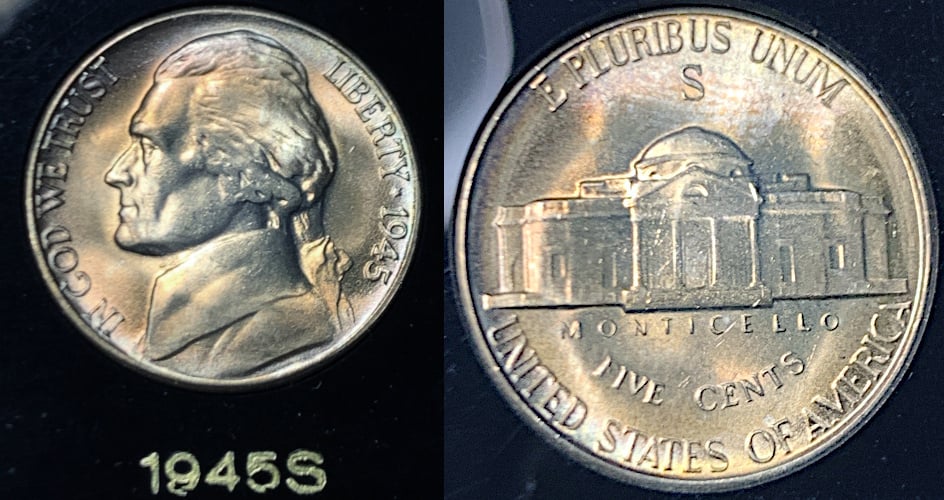 IN GOD WE TRUST
LIBERTY · 1945
1945S
E PLURIBUS UNUM
S
MONTICELLO
FIVE CENTS
UNITED STATES OF AMERICA